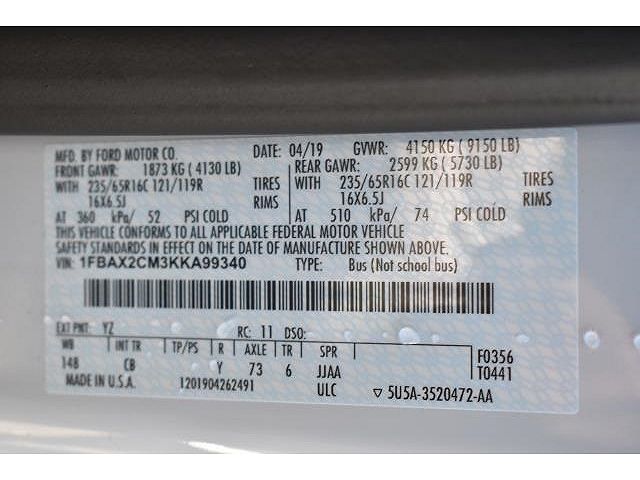 MFD. BY FORD MOTOR CO. DATE: 04/19 GVWR: 4150 KG ( 9150 LB)
FRONT GAWR: 1873 KG ( 4130 LB) REAR GAWR: 2599 KG ( 5730 LB)
WITH 235/65R16C 121/119R TIRES WITH 235/65R16C 121/119R TIRES
16X6.5J RIMS 16X6.5J RIMS
AT 360 kPa/ 52 PSI COLD AT 510 kPa/ 74 PSI COLD
THIS VEHICLE CONFORMS TO ALL APPLICABLE FEDERAL MOTOR VEHICLE
SAFETY STANDARDS IN EFFECT ON THE DATE OF MANUFACTURE SHOWN ABOVE.
VIN: 1FBAX2CM3KKA99340 TYPE: Bus (Not school bus)
EXT PNT: YZ RC: 11 DSO:
WB INT TR TP/PS R AXLE TR SPR F0356
148 CB Y 73 6 JJAA T0441
MADE IN U.S.A. 1201904262491 ULC ▽ 5U5A-3520472-AA